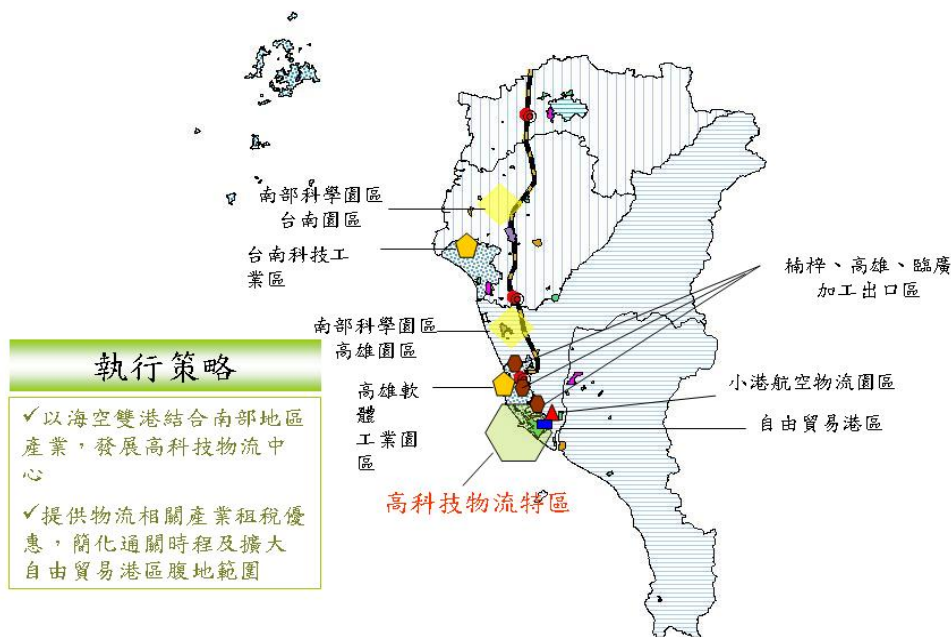 南部科學園區
台南園區
台南科技工
業區
楠梓、高雄、臨廣
加工出口區
南部科學園區
高雄園區
執行策略
✓以海空雙港結合南部地區
產業，發展高科技物流中
心
✓提供物流相關產業租稅優
惠，簡化通關時程及擴大
自由貿易港區腹地範圍
高雄軟
體
工業園
區
小港航空物流園區
自由貿易港區
高科技物流特區